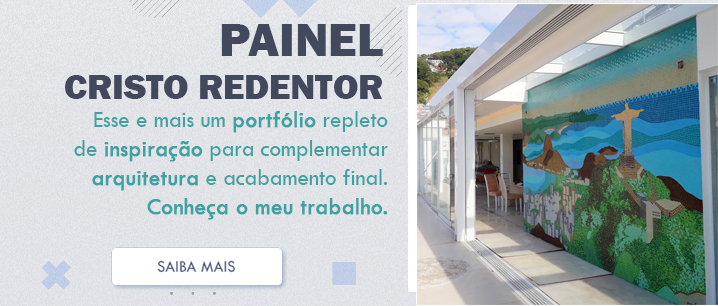 PAINEL
CRISTO REDENTOR
Esse e mais um portfólio repleto
de inspiração para complementar
arquitetura e acabamento final.
Conheça o meu trabalho.
SAIBA MAIS